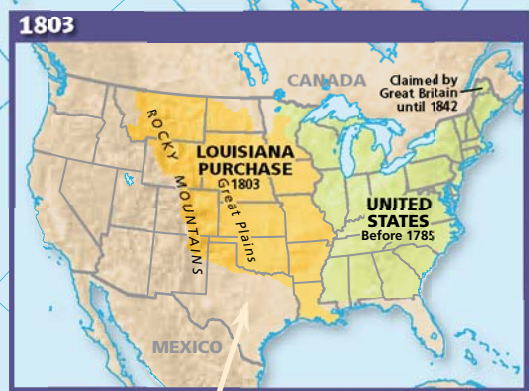 1803
CANADA
Claimed by
Great Britain
until 1842
ROCKY MOUNTAINS
LOUISIANA
PURCHASE
1803
Great Plains
UNITED
STATES
Before 1785
MEXICO